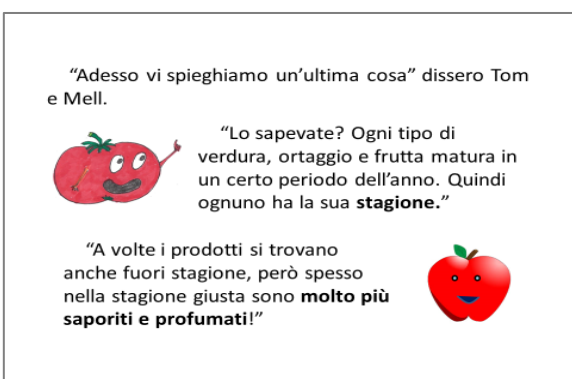 “Adesso vi spieghiamo un’ultima cosa” dissero Tom
e Mell.
“Lo sapevate? Ogni tipo di
verdura, ortaggio e frutta matura in
un certo periodo dell’anno. Quindi
ognuno ha la sua stagione.”
“A volte i prodotti si trovano
anche fuori stagione, però spesso
nella stagione giusta sono molto più
saporiti e profumati!”